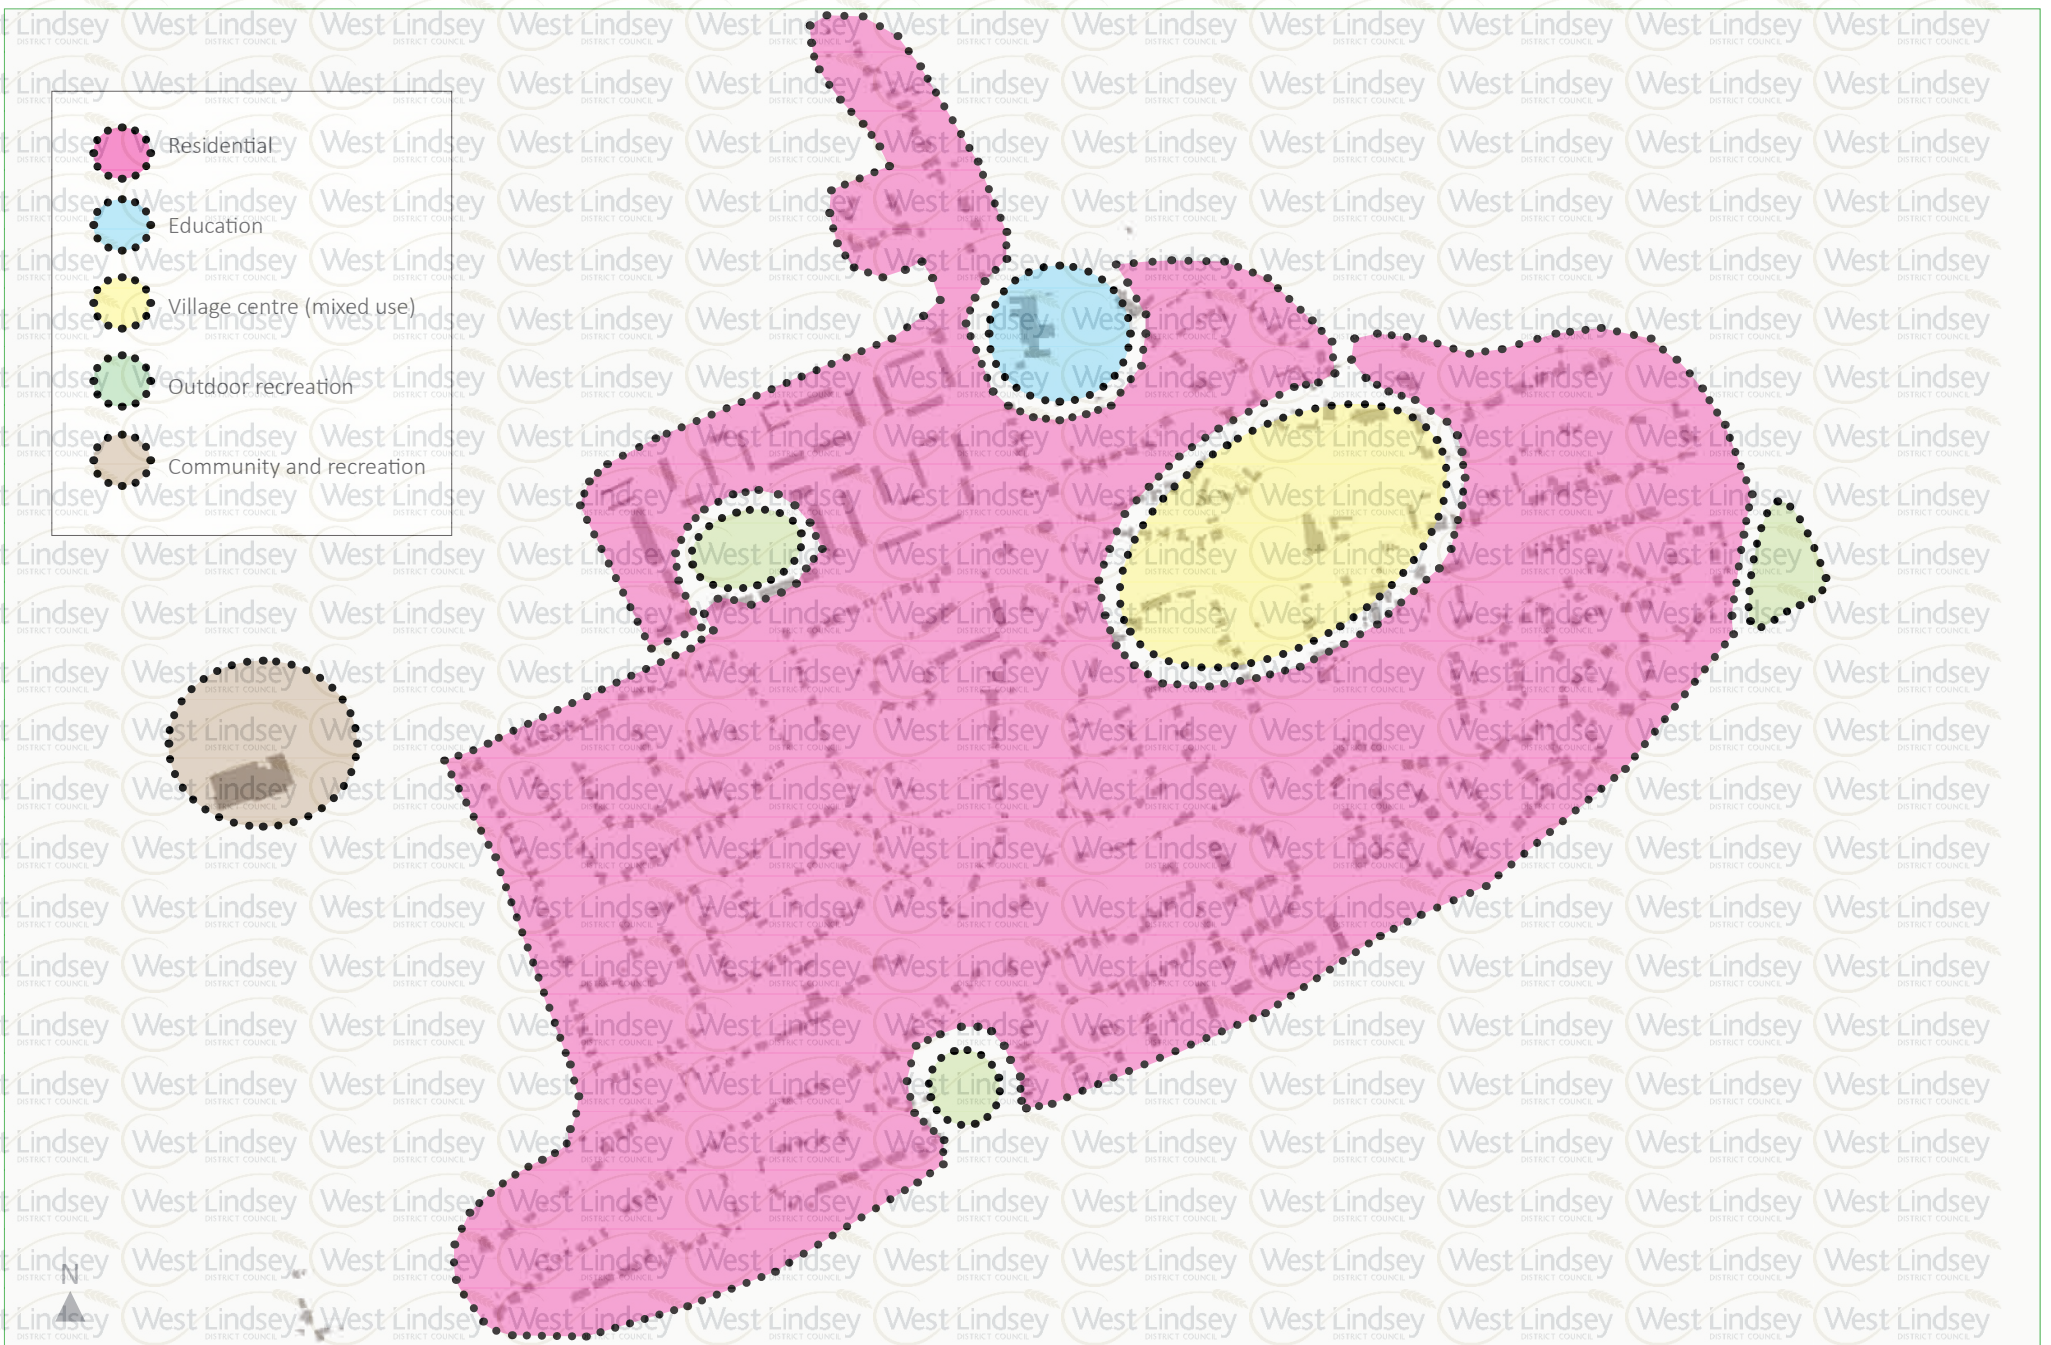 Residential
Education
Village centre (mixed use)
Outdoor recreation
Community and recreation
N
West Lindsey
DISTRICT COUNCIL